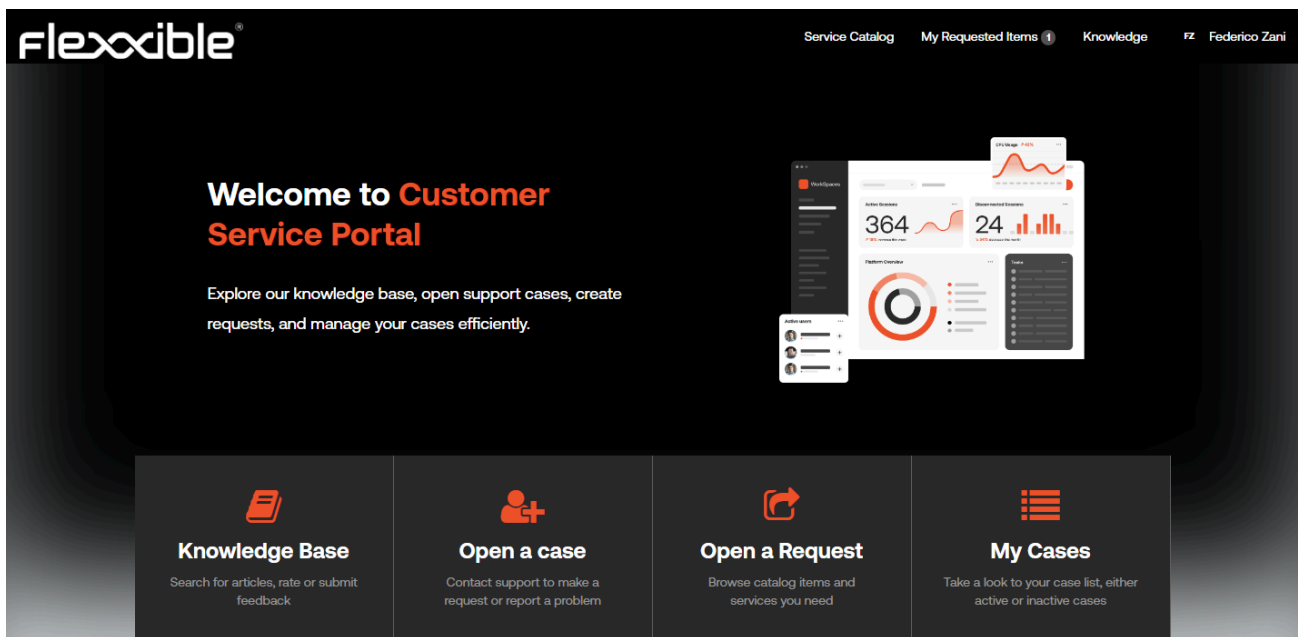 Flexxible®
Service Catalog My Requested Items 1 Knowledge FZ Federico Zani
Welcome to Customer
Service Portal
Explore our knowledge base, open support cases, create
requests, and manage your cases efficiently.
CPU Usage
WorkSpaces
Active Sessions
364
Disconnected Sessions
24
Platform Overview
Tasks
Active users
Knowledge Base
Search for articles, rate or submit
feedback
Open a case
Contact support to make a
request or report a problem
Open a Request
Browse catalog items and
services you need
My Cases
Take a look to your case list, either
active or inactive cases